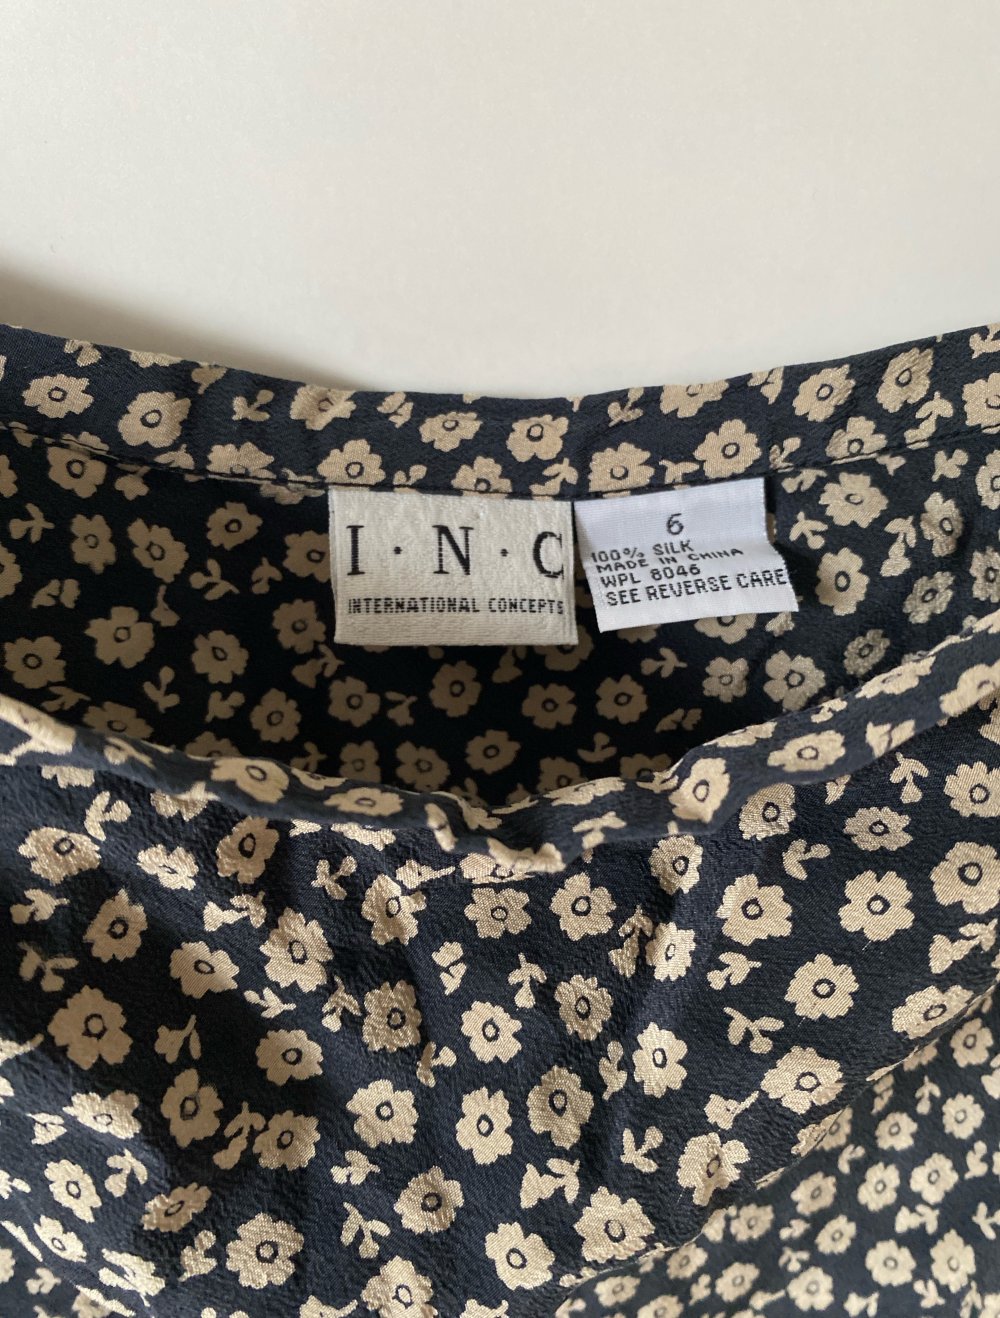 I · N · C
INTERNATIONAL CONCEPTS
6
100% SILK
MADE IN CHINA
WPL 8046
SEE REVERSE CARE